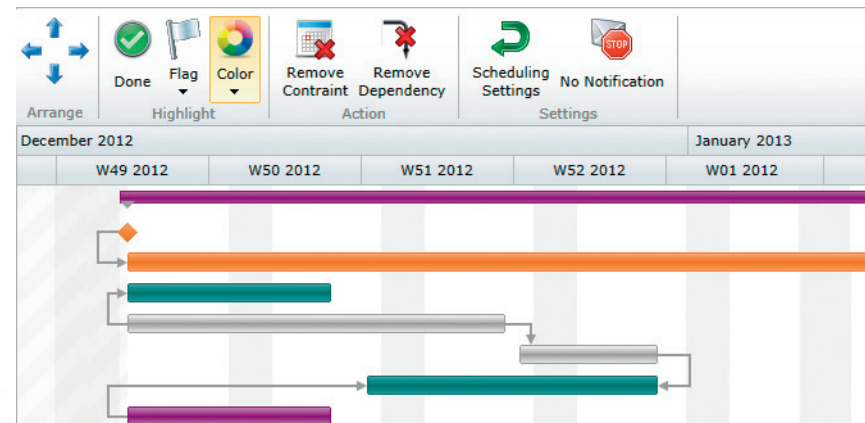 Done
Flag
Color
Remove
Contraint
Remove
Dependency
Scheduling
Settings
No Notification
STOP
Arrange
Highlight
Action
Settings
December 2012
January 2013
W49 2012
W50 2012
W51 2012
W52 2012
W01 2012